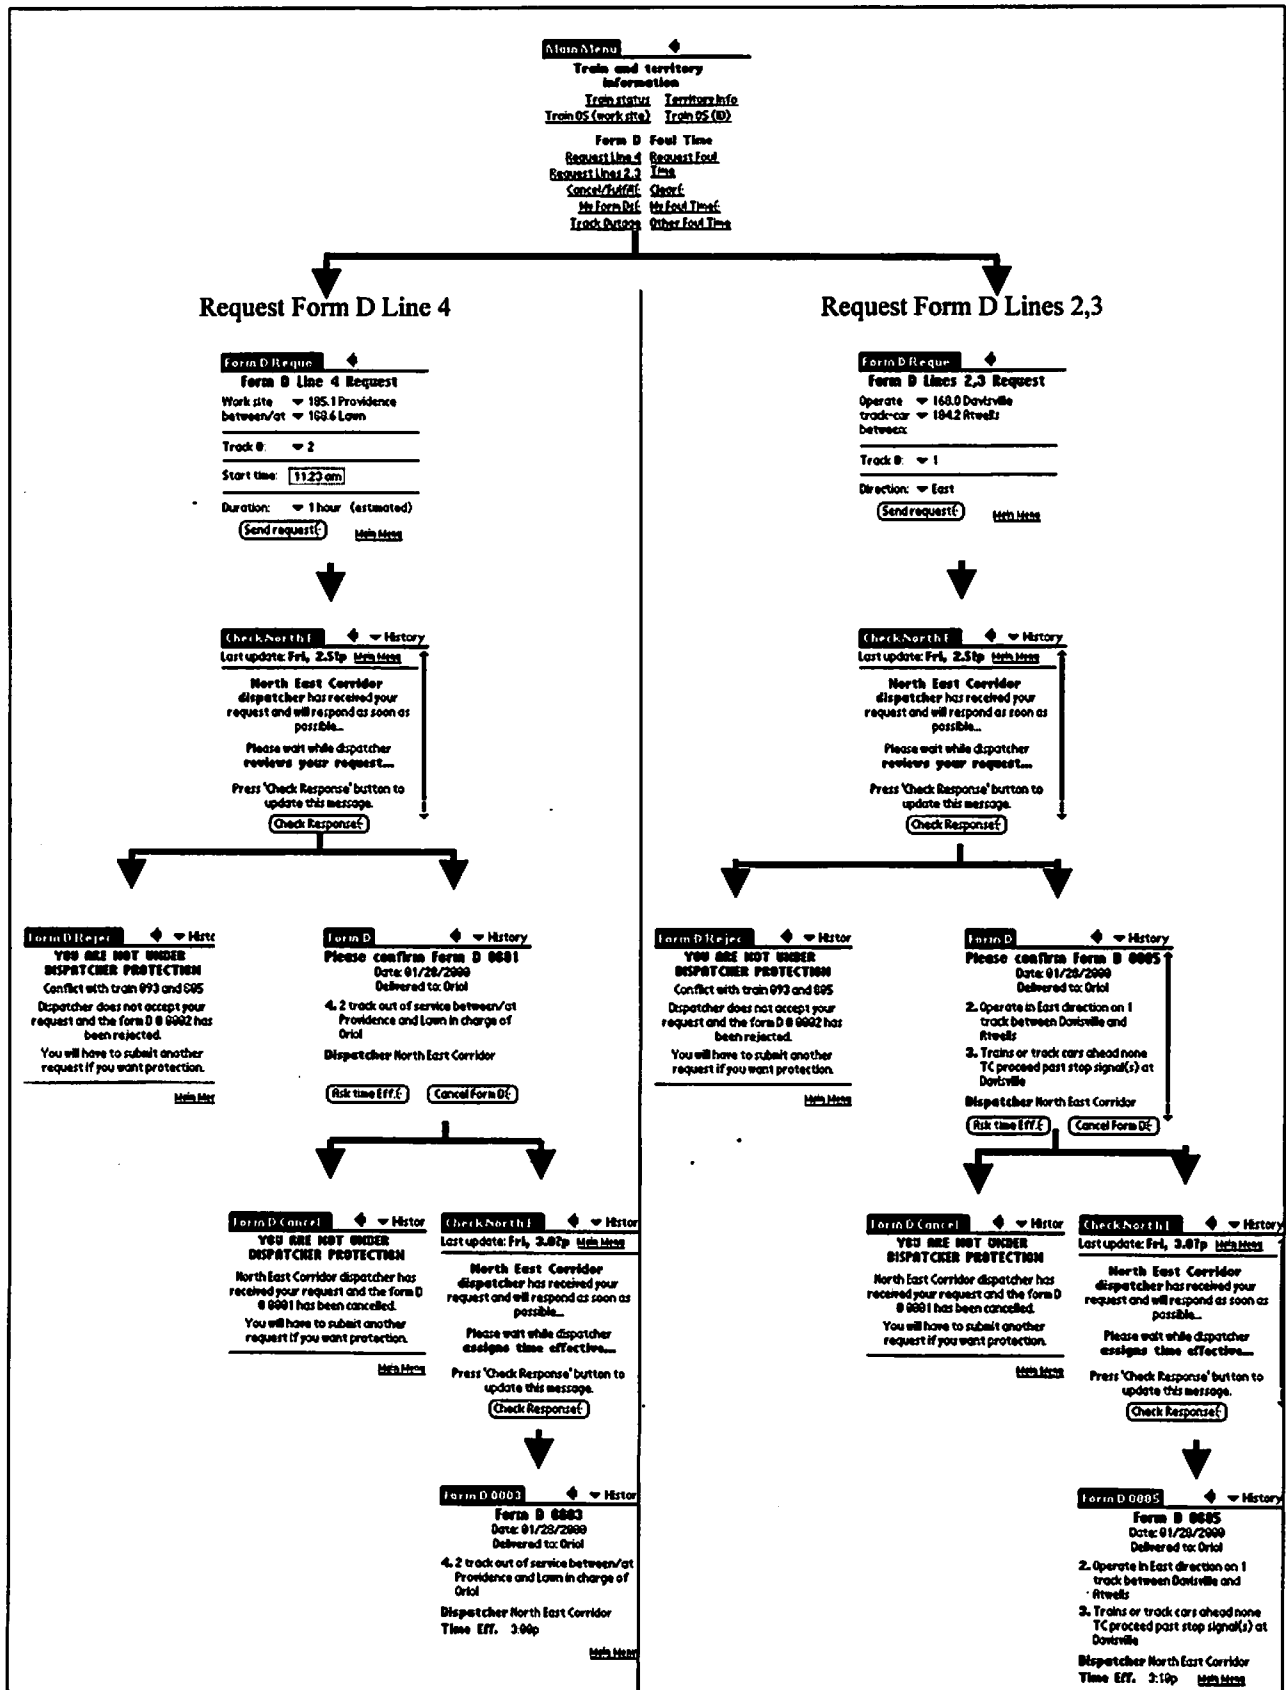 Main Menu
Train and territory
information
Train status Territory Info
Train OS (work site) Train OS (ID)
Form D Foul Time
Request Line 4 Request Foul
Request Lines 2,3 Time
Cancel/Fulfill Clear
My Form Ds My Foul Time
Track Outage Other Foul Time
Request Form D Line 4
Form D Reque
Form D Line 4 Request
Work site 185.1 Providence
between/at 168.6 Lawn
Track #: 2
Start time: 11:23 am
Duration: 1 hour (estimated)
Send request
Main Menu
Check North E
History
Last update: Fri, 2.51p Main Menu
North East Corridor
dispatcher has received your
request and will respond as soon as
possible...
Please wait while dispatcher
reviews your request...
Press 'Check Response' button to
update this message.
Check Response
Form D Rejec
Histor
YOU ARE NOT UNDER
DISPATCHER PROTECTION
Conflict with train 093 and 605
Dispatcher does not accept your
request and the form D # 0002 has
been rejected.
You will have to submit another
request if you want protection.
Main Men
Form D
History
Please confirm Form D 0001
Date: 01/28/2000
Delivered to: Oriol
4. 2 track out of service between/at
Providence and Lawn in charge of
Oriol
Dispatcher North East Corridor
Ask time Eff. Cancel Form D
Form D Cancel
Histor
YOU ARE NOT UNDER
DISPATCHER PROTECTION
North East Corridor dispatcher has
received your request and the form D
# 0001 has been cancelled.
You will have to submit another
request if you want protection.
Main Menu
Check North E
Histor
Last update: Fri, 3.07p Main Menu
North East Corridor
dispatcher has received your
request and will respond as soon as
possible...
Please wait while dispatcher
assigns time effective...
Press 'Check Response' button to
update this message.
Check Response
Form D 0003
Histor
Form D 0003
Date: 01/28/2000
Delivered to: Oriol
4. 2 track out of service between/at
Providence and Lawn in charge of
Oriol
Dispatcher North East Corridor
Time Eff. 3:00p
Main Menu
Request Form D Lines 2,3
Form D Reque
Form D Lines 2,3 Request
Operate 168.0 Davisville
track-car 184.2 Atwells
between:
Track #: 1
Direction: East
Send request
Main Menu
Check North E
History
Last update: Fri, 2.51p Main Menu
North East Corridor
dispatcher has received your
request and will respond as soon as
possible...
Please wait while dispatcher
reviews your request...
Press 'Check Response' button to
update this message.
Check Response
Form D Rejec
Histor
YOU ARE NOT UNDER
DISPATCHER PROTECTION
Conflict with train 093 and 605
Dispatcher does not accept your
request and the form D # 0002 has
been rejected.
You will have to submit another
request if you want protection.
Main Menu
Form D
History
Please confirm Form D 0005
Date: 01/28/2000
Delivered to: Oriol
2. Operate in East direction on 1
track between Davisville and
Atwells
3. Trains or track cars ahead none
TC proceed past stop signal(s) at
Davisville
Dispatcher North East Corridor
Ask time Eff. Cancel Form D
Form D Cancel
Histor
YOU ARE NOT UNDER
DISPATCHER PROTECTION
North East Corridor dispatcher has
received your request and the form D
# 0001 has been cancelled.
You will have to submit another
request if you want protection.
Main Menu
Check North E
History
Last update: Fri, 3.07p Main Menu
North East Corridor
dispatcher has received your
request and will respond as soon as
possible...
Please wait while dispatcher
assigns time effective...
Press 'Check Response' button to
update this message.
Check Response
Form D 0005
History
Form D 0005
Date: 01/28/2000
Delivered to: Oriol
2. Operate in East direction on 1
track between Davisville and
Atwells
3. Trains or track cars ahead none
TC proceed past stop signal(s) at
Davisville
Dispatcher North East Corridor
Time Eff. 3:10p Main Menu